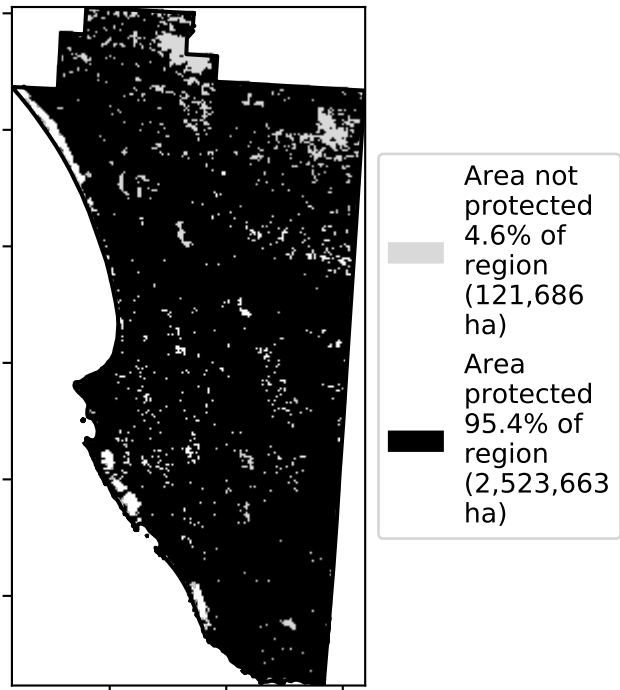 Area not
protected
4.6% of
region
(121,686
ha)
Area
protected
95.4% of
region
(2,523,663
ha)